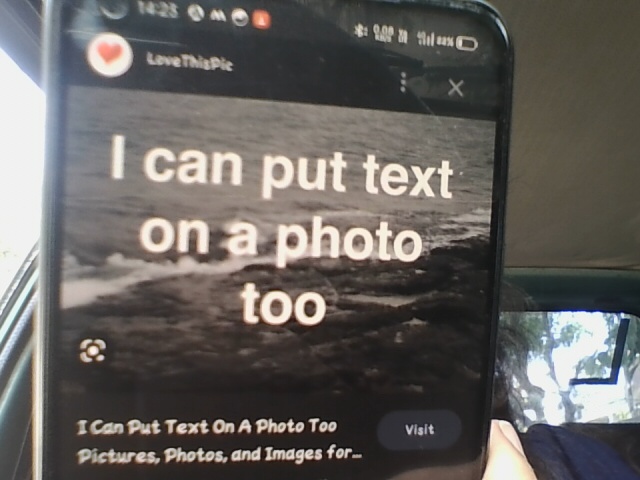 14:23
LoveThisPic
I can put text
on a photo
too
I Can Put Text On A Photo Too
Visit
Pictures, Photos, and Images for...